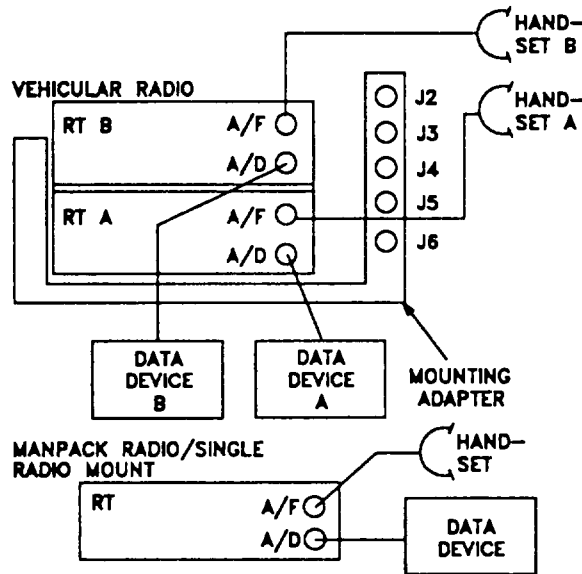 HAND-
SET B
VEHICULAR RADIO
HAND-
SET A
RT B
A/F
A/D
RT A
A/F
A/D
J2
J3
J4
J5
J6
DATA
DEVICE
B
DATA
DEVICE
A
MOUNTING
ADAPTER
MANPACK RADIO/SINGLE
RADIO MOUNT
HAND-
SET
RT
A/F
A/D
DATA
DEVICE